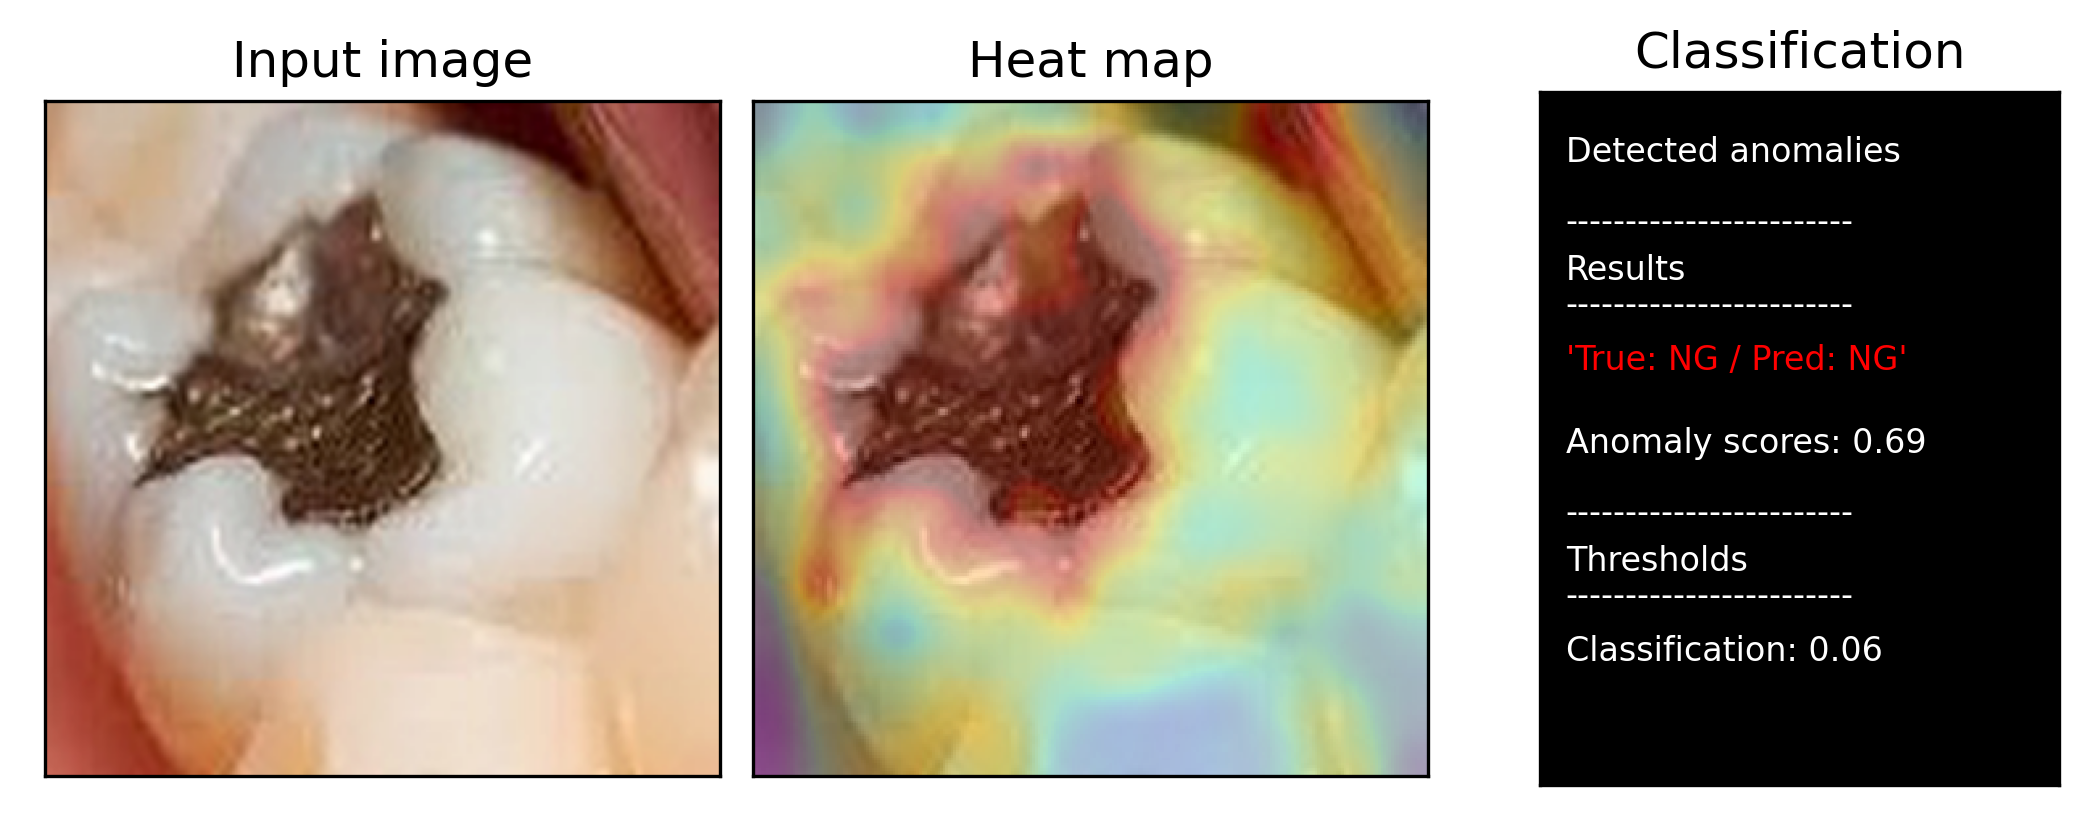 Input image
Heat map
Classification
Detected anomalies
------------------------
Results
------------------------
'True: NG / Pred: NG'
Anomaly scores: 0.69
------------------------
Thresholds
------------------------
Classification: 0.06